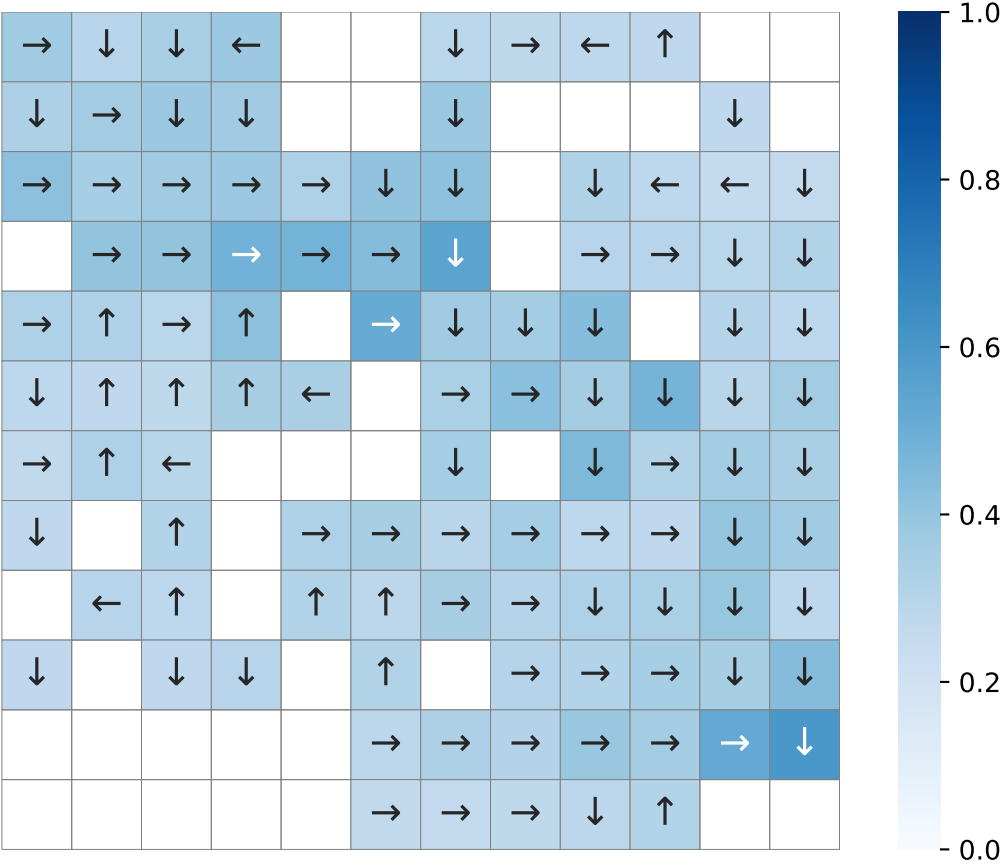 → ↓ ↓ ← ↓ → ← ↑
↓ → ↓ ↓ ↓ ↓
→ → → → → ↓ ↓ ↓ ← ← ↓
→ → → → → ↓ → → ↓ ↓
→ ↑ → ↑ → ↓ ↓ ↓ ↓ ↓
↓ ↑ ↑ ↑ ← → → ↓ ↓ ↓ ↓
→ ↑ ← ↓ ↓ → ↓ ↓
↓ ↑ → → → → → → ↓ ↓
← ↑ ↑ ↑ → → ↓ ↓ ↓ ↓
↓ ↓ ↓ ↑ → → → ↓ ↓
→ → → → → → ↓
→ → → ↓ ↑
1.0
0.8
0.6
0.4
0.2
0.0